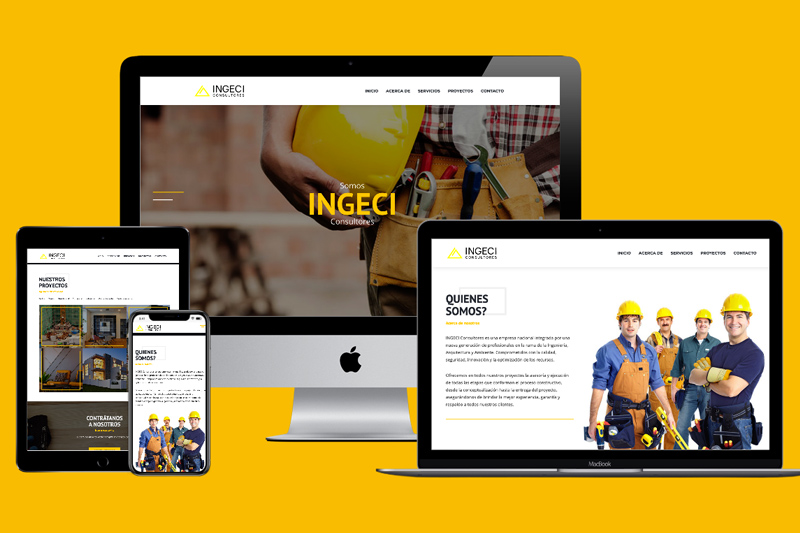 INGECI
CONSULTORES
INICIO ACERCA DE SERVICIOS PROYECTOS CONTACTO
Somos
INGECI
Consultores
INGECI
CONSULTORES
INICIO ACERCA DE SERVICIOS PROYECTOS CONTACTO
QUIENES
SOMOS?
Acerca de nosotros
INGECI Consultores es una empresa nacional integrada por una
nueva generación de profesionales en la rama de la Ingeniería,
Arquitectura y Ambiente. Comprometidos con la calidad,
seguridad, innovación y la optimización de los recursos.
Ofrecemos en todos nuestros proyectos la asesoría y ejecución
de todas las etapas que conforman el proceso constructivo,
desde la conceptualización hasta la entrega del proyecto,
asegurándonos de brindar la mejor experiencia, garantía y
respaldo a todos nuestros clientes.
MacBook
INGECI
NUESTROS
PROYECTOS
CONTRÁTANOS
A NOSOTROS
INGECI
QUIENES
SOMOS?